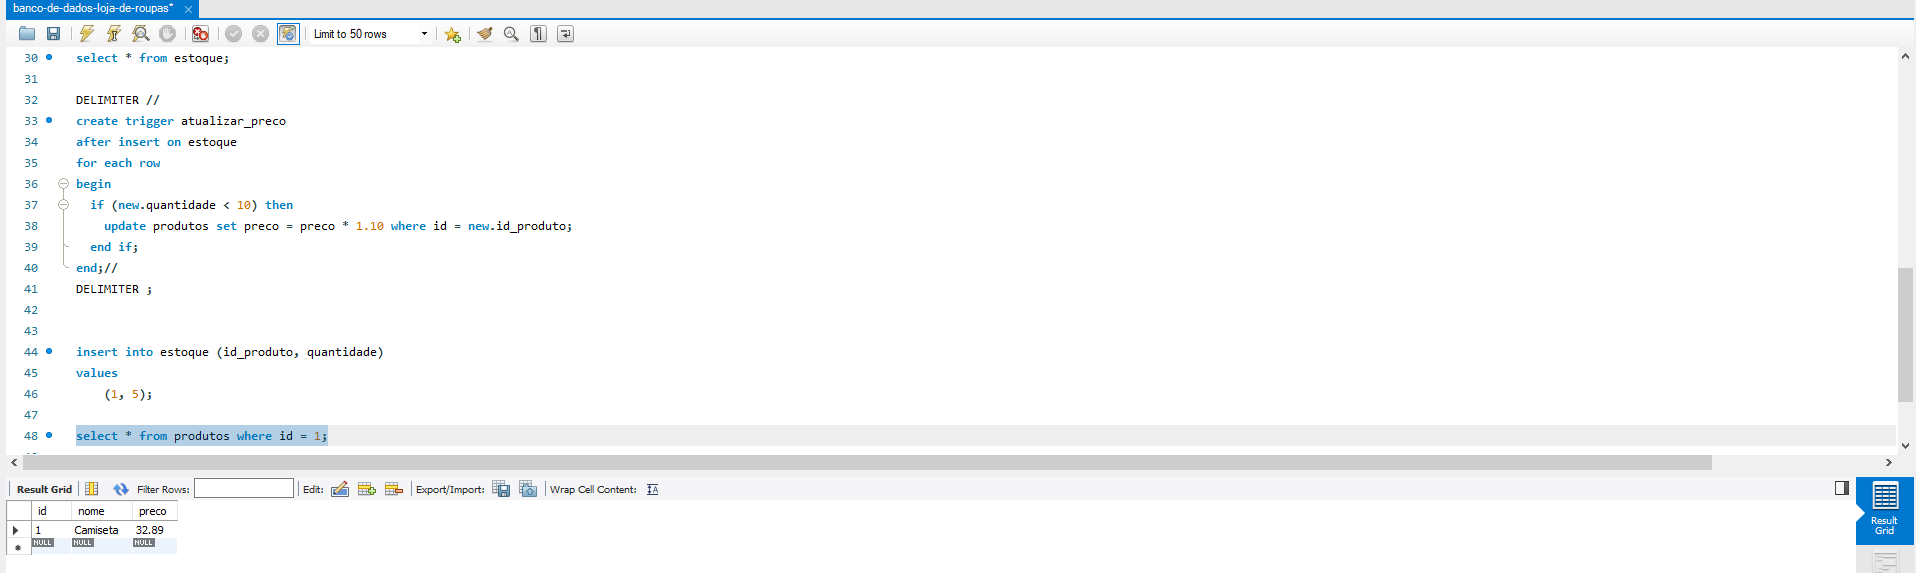 banco-de-dados-loja-de-roupas* ×
Limit to 50 rows
30 select * from estoque;
31
32 DELIMITER //
33 create trigger atualizar_preco
34 after insert on estoque
35 for each row
36 begin
37 if (new.quantidade < 10) then
38 update produtos set preco = preco * 1.10 where id = new.id_produto;
39 end if;
40 end;//
41 DELIMITER ;
42
43
44 insert into estoque (id_produto, quantidade)
45 values
46 (1, 5);
47
48 select * from produtos where id = 1;
Result Grid Filter Rows: Edit: Export/Import: Wrap Cell Content:
id nome preco
1 Camiseta 32.89
NULL NULL NULL
Result
Grid